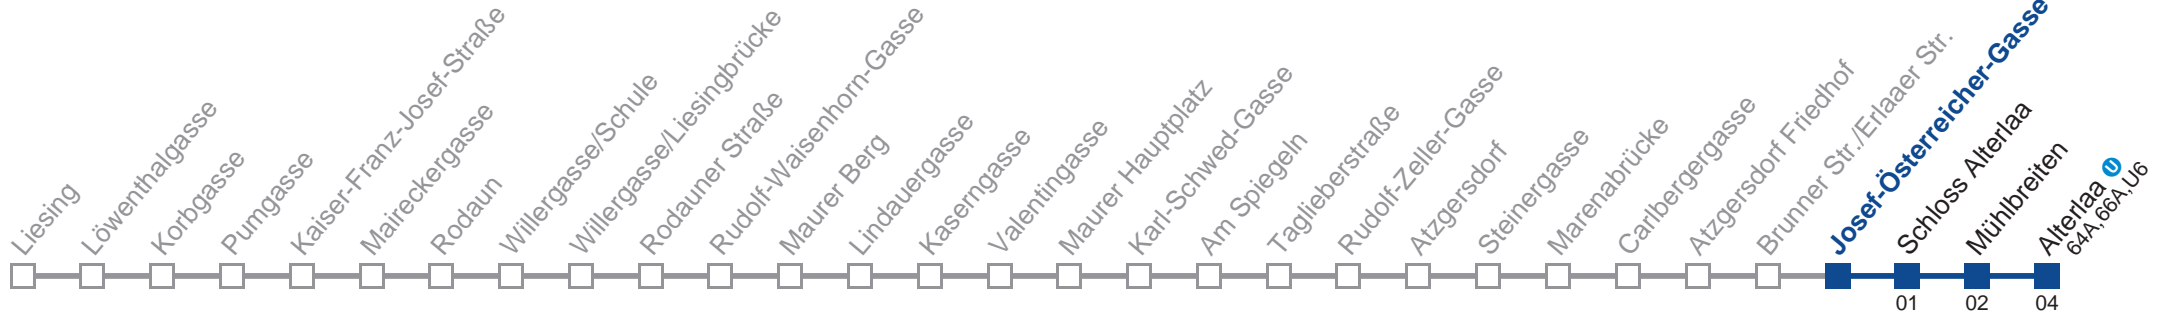 Liesing
Löwenthalgasse
Korbgasse
Pumgasse
Kaiser-Franz-Josef-Straße
Maireckergasse
Rodaun
Willergasse/Schule
Willergasse/Liesingbrücke
Rodauner Straße
Rudolf-Waisenhorn-Gasse
Maurer Berg
Lindauergasse
Kaserngasse
Valentingasse
Maurer Hauptplatz
Karl-Schwed-Gasse
Am Spiegeln
Taglieberstraße
Rudolf-Zeller-Gasse
Atzgersdorf
Steinergasse
Marenabrücke
Carlbergergasse
Atzgersdorf Friedhof
Brunner Str./Erlaaer Str.
Josef-Österreicher-Gasse
Schloss Alterlaa
Mühlbreiten
Alterlaa U
64A,66A,U6
01
02
04